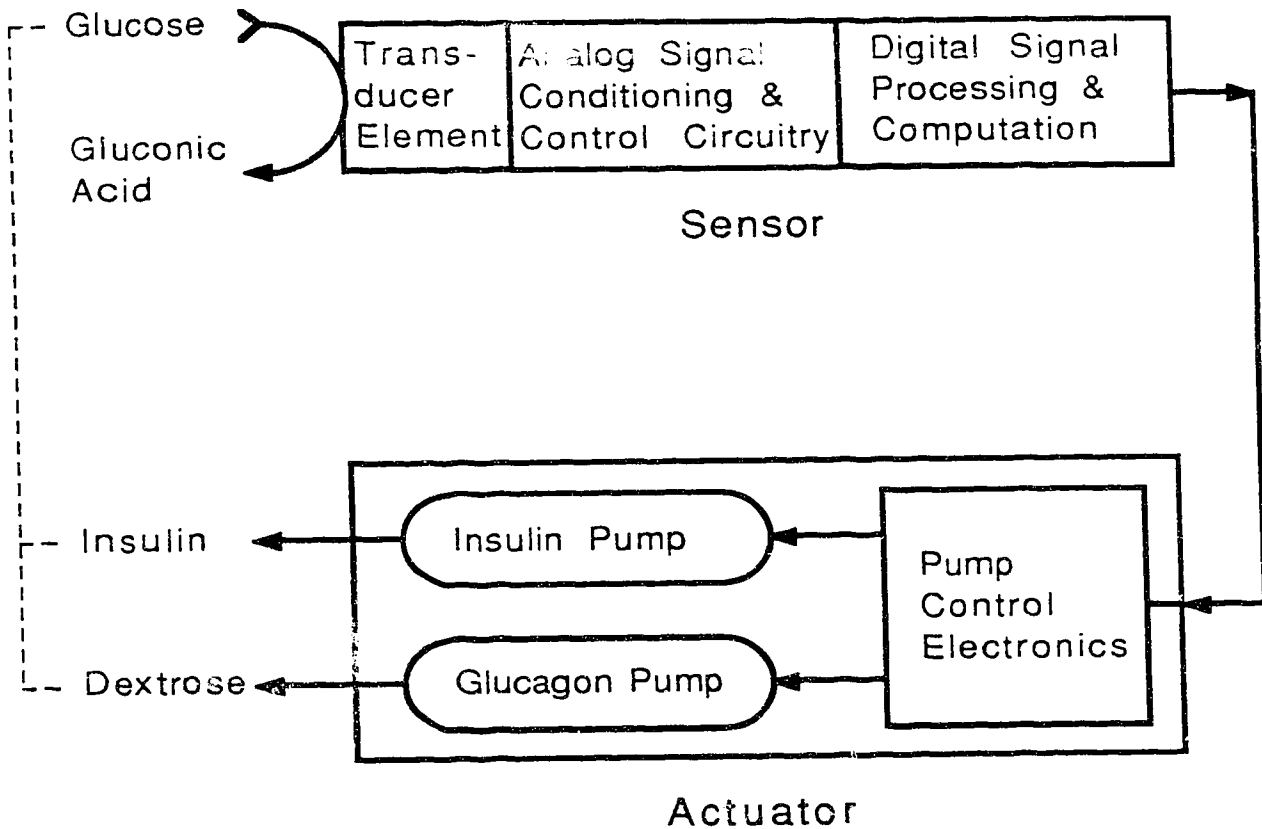 Glucose
Gluconic
Acid
Trans-
ducer
Element
Analog Signal
Conditioning &
Control Circuitry
Digital Signal
Processing &
Computation
Sensor
Insulin
Insulin Pump
Pump
Control
Electronics
Dextrose
Glucagon Pump
Actuator